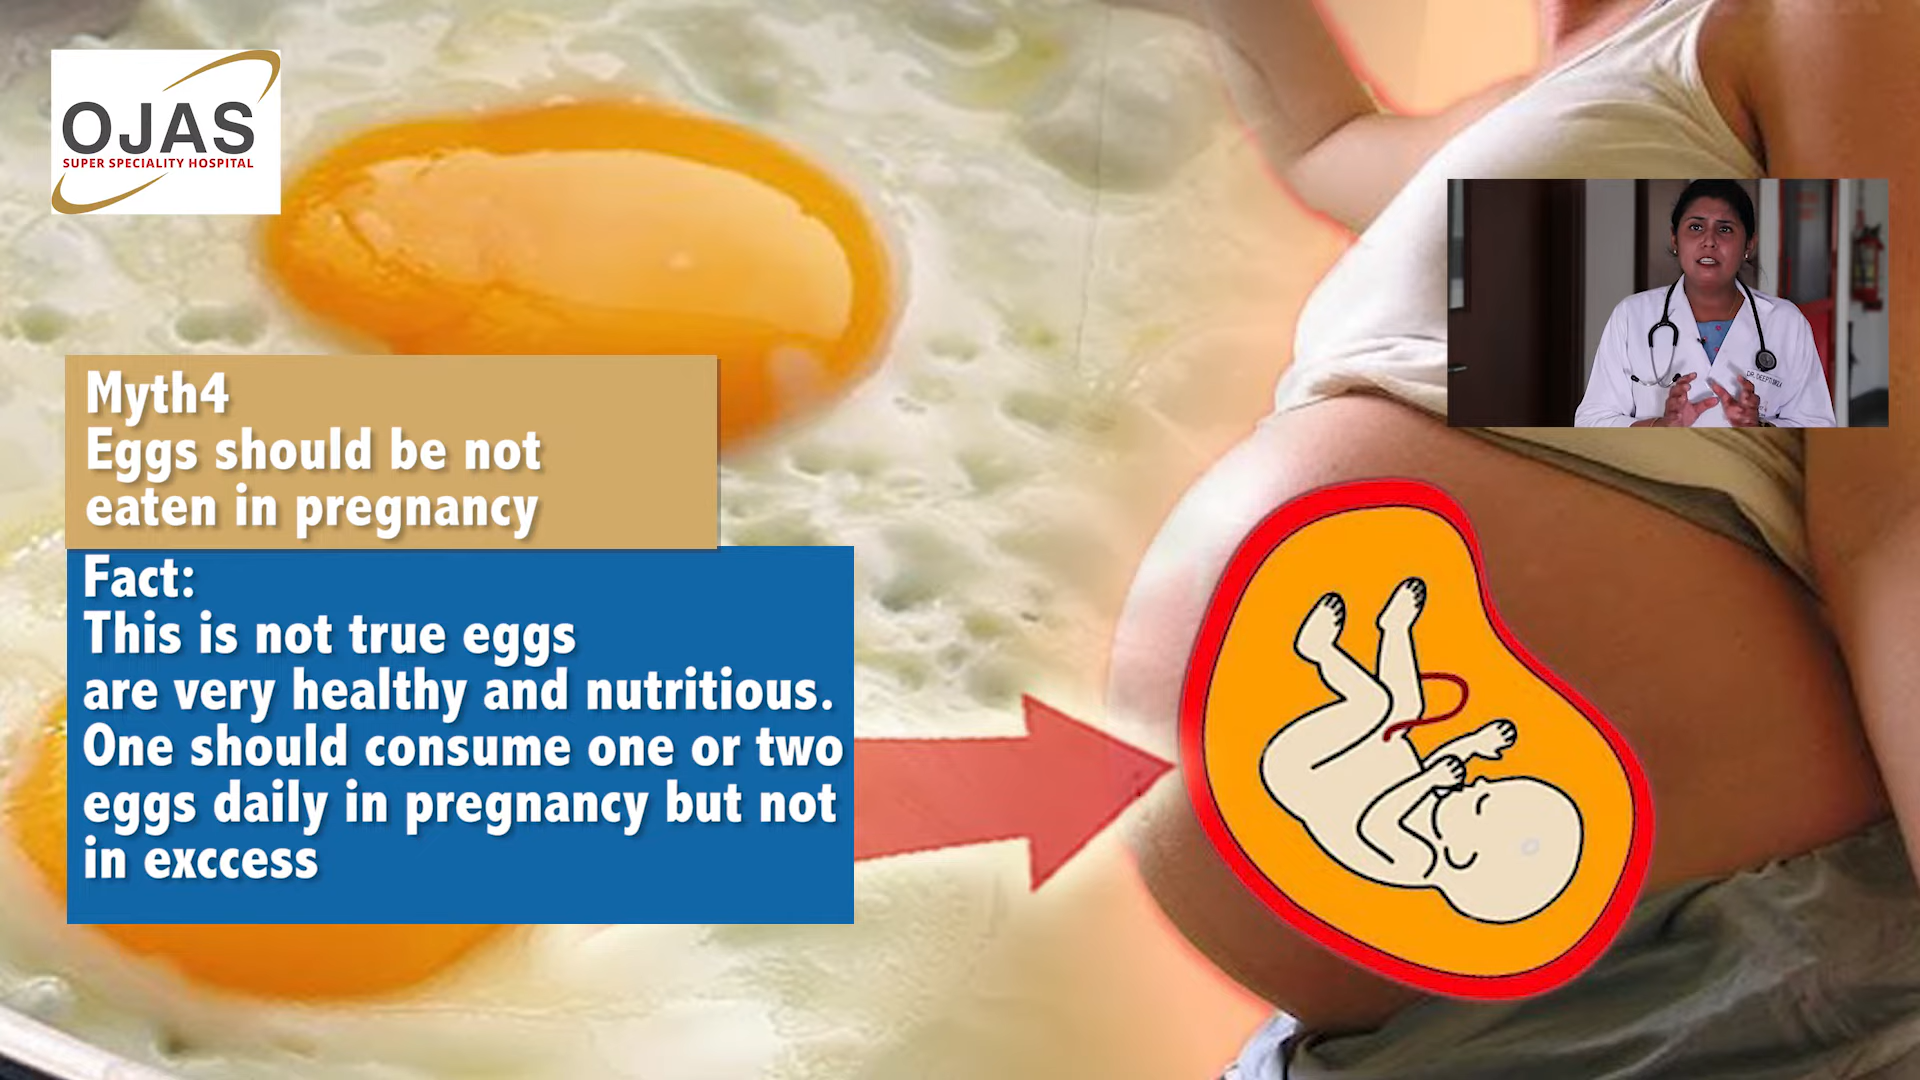 OJAS
SUPER SPECIALITY HOSPITAL
Myth4
Eggs should be not
eaten in pregnancy
Fact:
This is not true eggs
are very healthy and nutritious.
One should consume one or two
eggs daily in pregnancy but not
in exccess